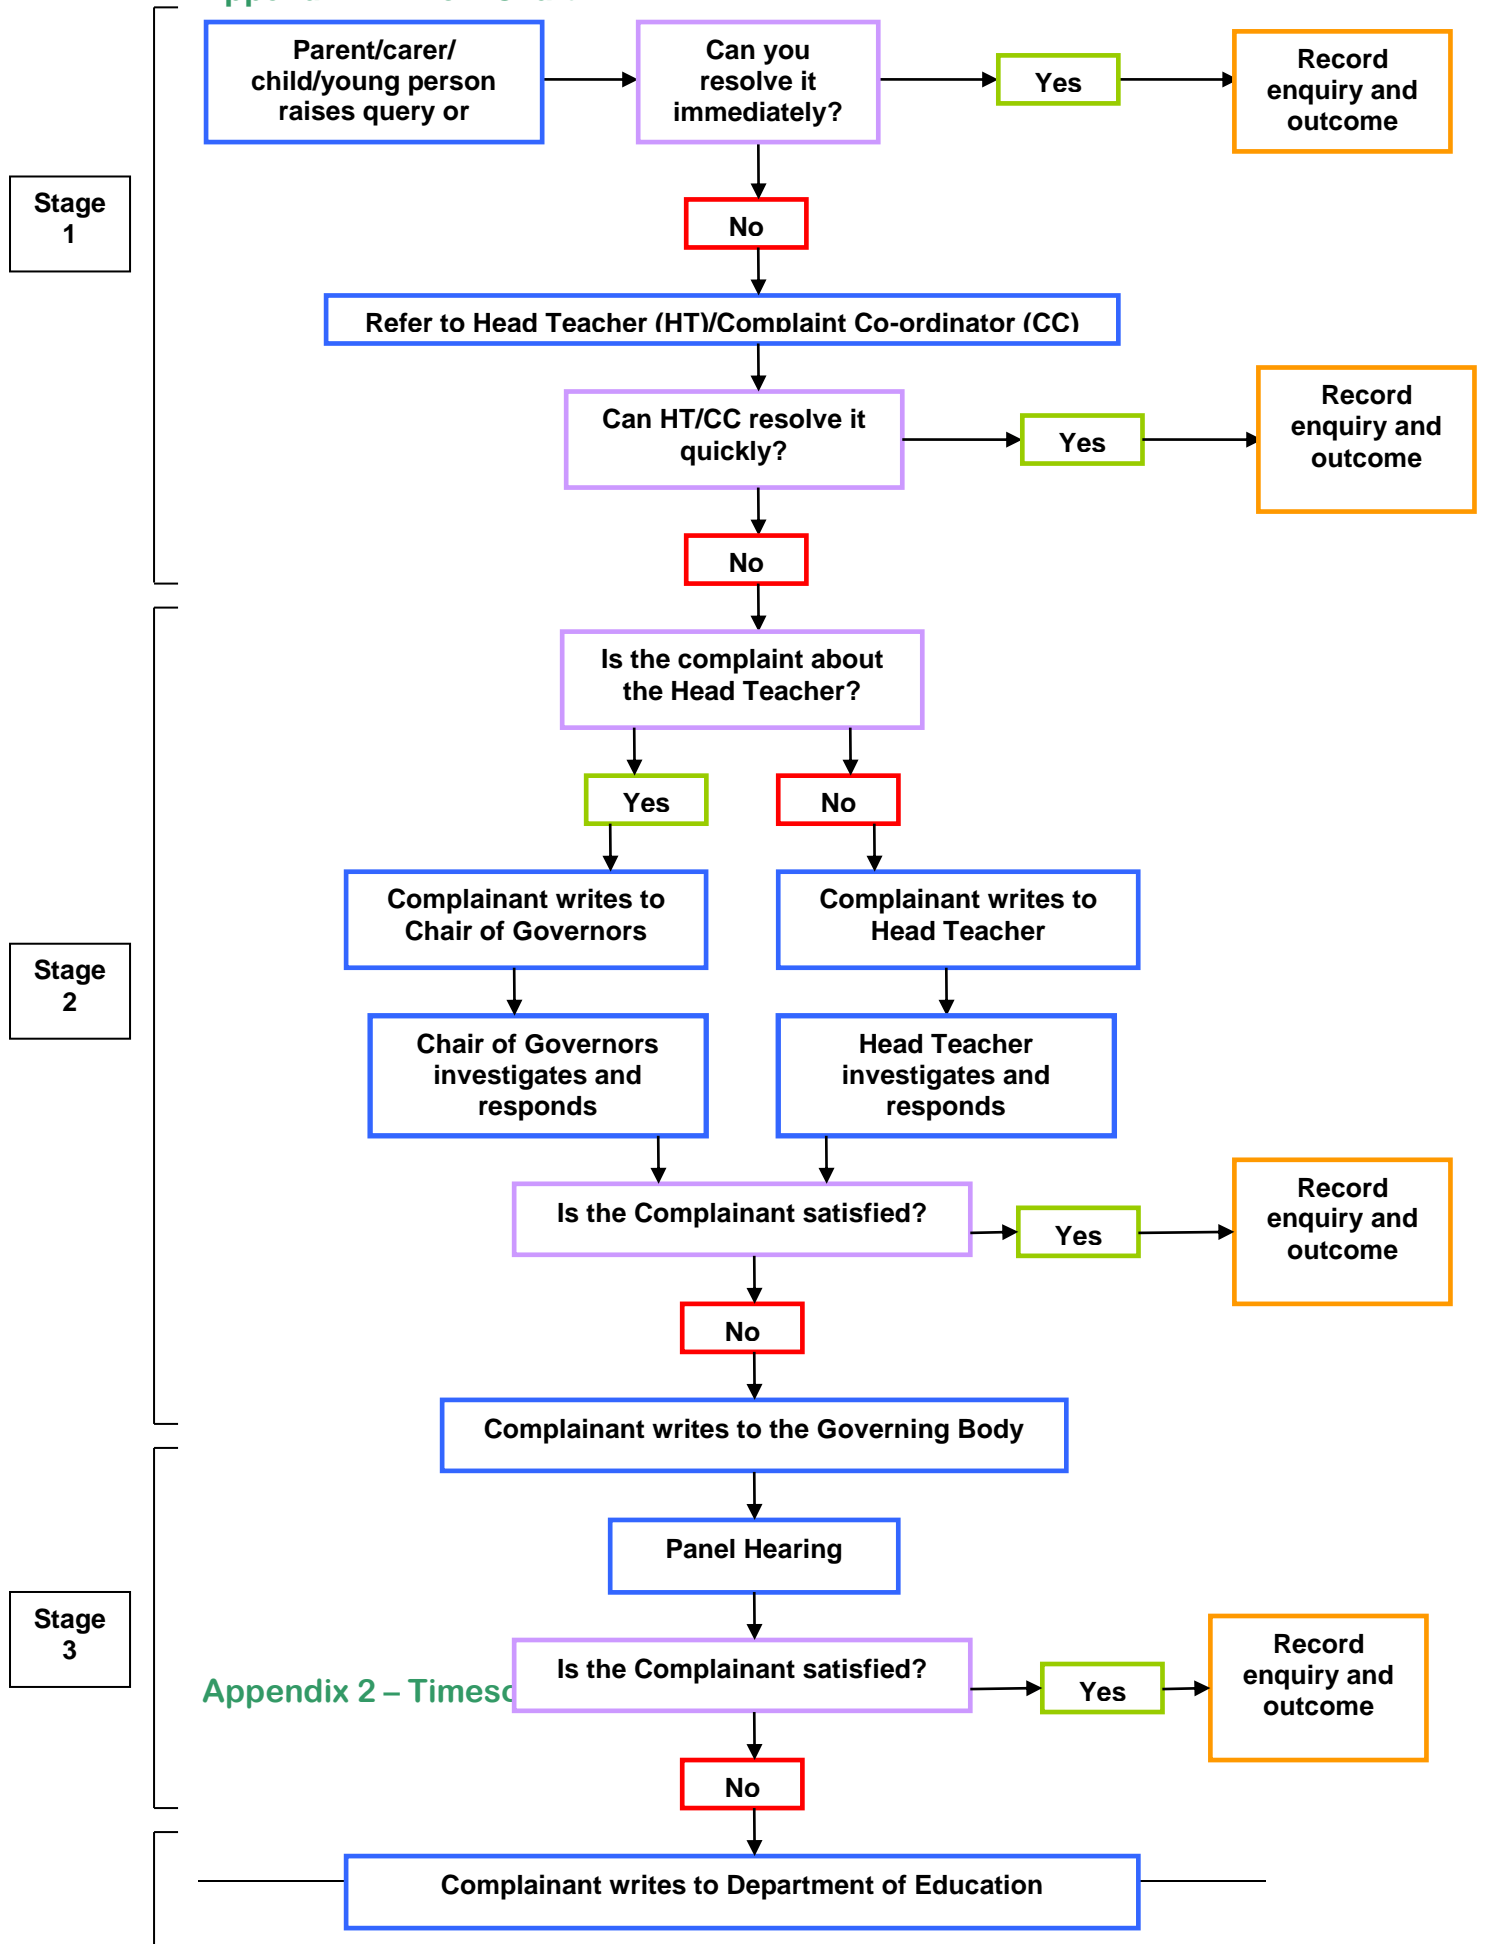 Parent/carer/
child/young person
raises query or
Can you
resolve it
immediately?
Yes
Record
enquiry and
outcome
Stage
1
No
Refer to Head Teacher (HT)/Complaint Co-ordinator (CC)
Can HT/CC resolve it
quickly?
Yes
Record
enquiry and
outcome
No
Is the complaint about
the Head Teacher?
Yes
No
Complainant writes to
Chair of Governors
Complainant writes to
Head Teacher
Stage
2
Chair of Governors
investigates and
responds
Head Teacher
investigates and
responds
Is the Complainant satisfied?
Yes
Record
enquiry and
outcome
No
Complainant writes to the Governing Body
Panel Hearing
Stage
3
Is the Complainant satisfied?
Yes
Record
enquiry and
outcome
Appendix 2 – Timesc
No
Complainant writes to Department of Education